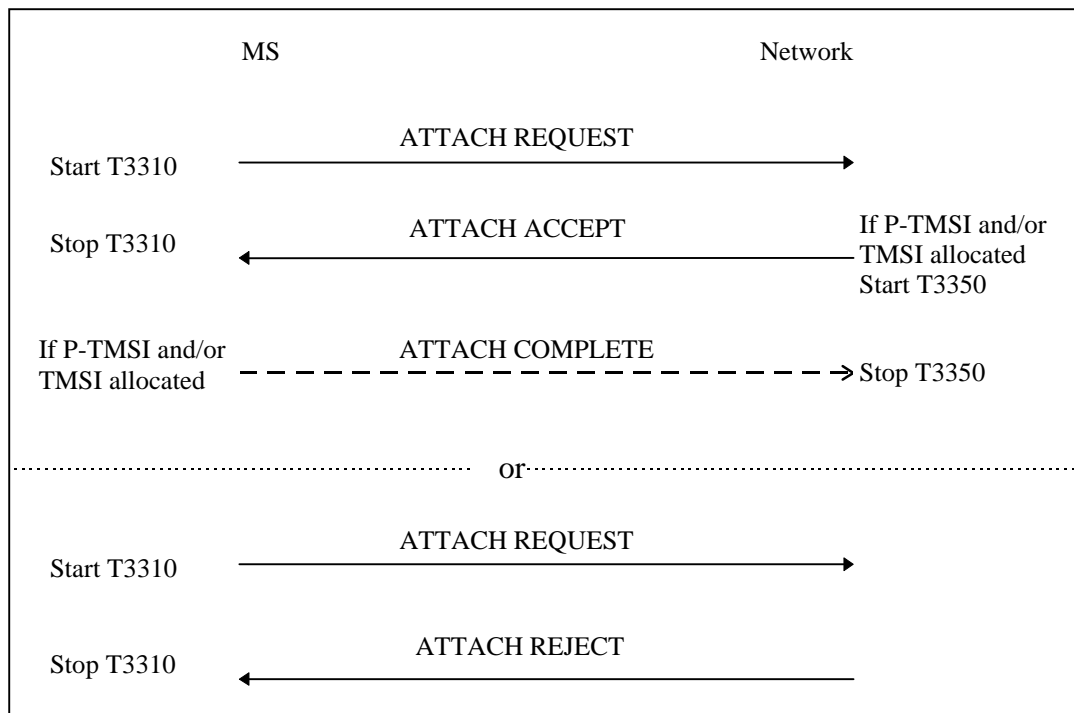 MS Network
ATTACH REQUEST
Start T3310
ATTACH ACCEPT
Stop T3310
If P-TMSI and/or
TMSI allocated
Start T3350
If P-TMSI and/or
TMSI allocated
ATTACH COMPLETE
Stop T3350
or
ATTACH REQUEST
Start T3310
ATTACH REJECT
Stop T3310